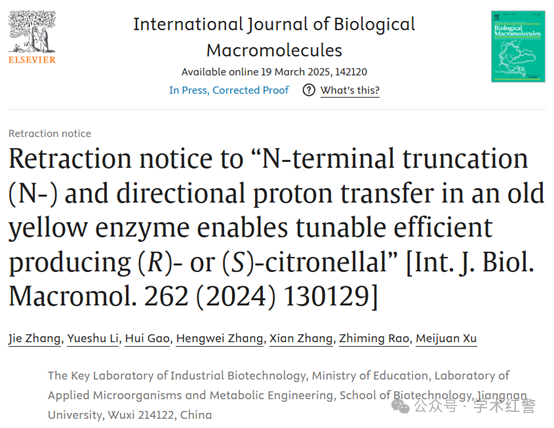 International Journal of Biological
Macromolecules
Available online 19 March 2025, 142120
In Press, Corrected Proof ? What's this?
ELSEVIER
Biological
Macromolecules
Retraction notice
Retraction notice to “N-terminal truncation
(N-) and directional proton transfer in an old
yellow enzyme enables tunable efficient
producing (R)- or (S)-citronellal” [Int. J. Biol.
Macromol. 262 (2024) 130129]
Jie Zhang, Yueshu Li, Hui Gao, Hengwei Zhang, Xian Zhang, Zhiming Rao, Meijuan Xu
The Key Laboratory of Industrial Biotechnology, Ministry of Education, Laboratory of
Applied Microorganisms and Metabolic Engineering, School of Biotechnology, Jiangnan
University, Wuxi 214122, China
公众号 · 学术红警